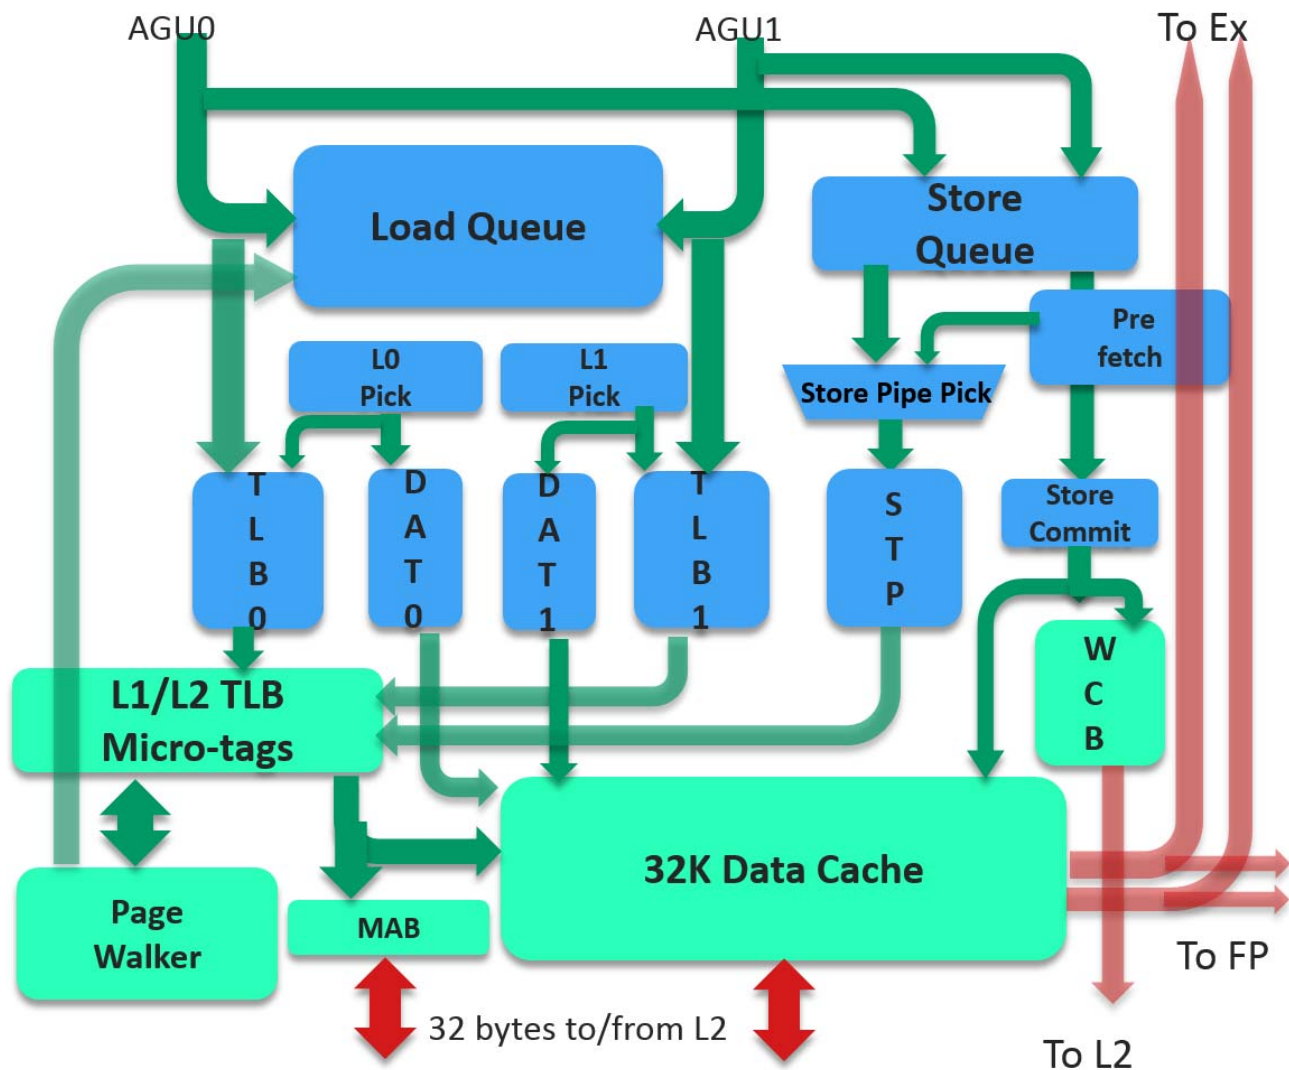 AGU0
AGU1
To Ex
Load Queue
Store
Queue
L0
Pick
L1
Pick
Pre
fetch
Store Pipe Pick
T
L
B
0
D
A
T
0
D
A
T
1
T
L
B
1
S
T
P
Store
Commit
W
C
B
L1/L2 TLB
Micro-tags
32K Data Cache
Page
Walker
MAB
To FP
32 bytes to/from L2
To L2